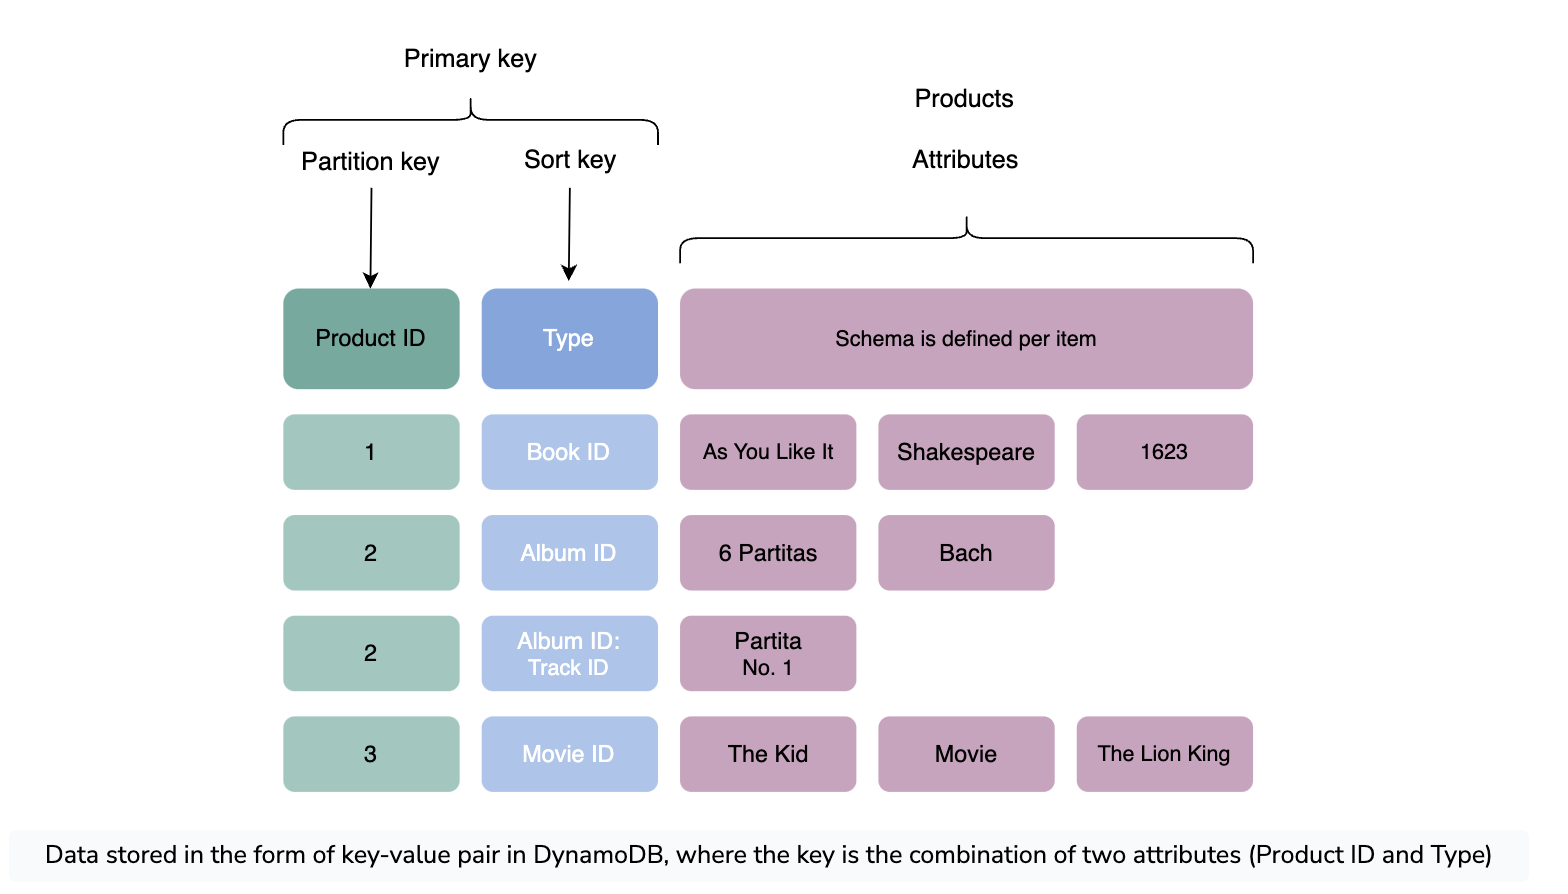 Primary key
Products
Partition key
Sort key
Attributes
Product ID
Type
Schema is defined per item
1
Book ID
As You Like It
Shakespeare
1623
2
Album ID
6 Partitas
Bach
2
Album ID:
Track ID
Partita
No. 1
3
Movie ID
The Kid
Movie
The Lion King
Data stored in the form of key-value pair in DynamoDB, where the key is the combination of two attributes (Product ID and Type)